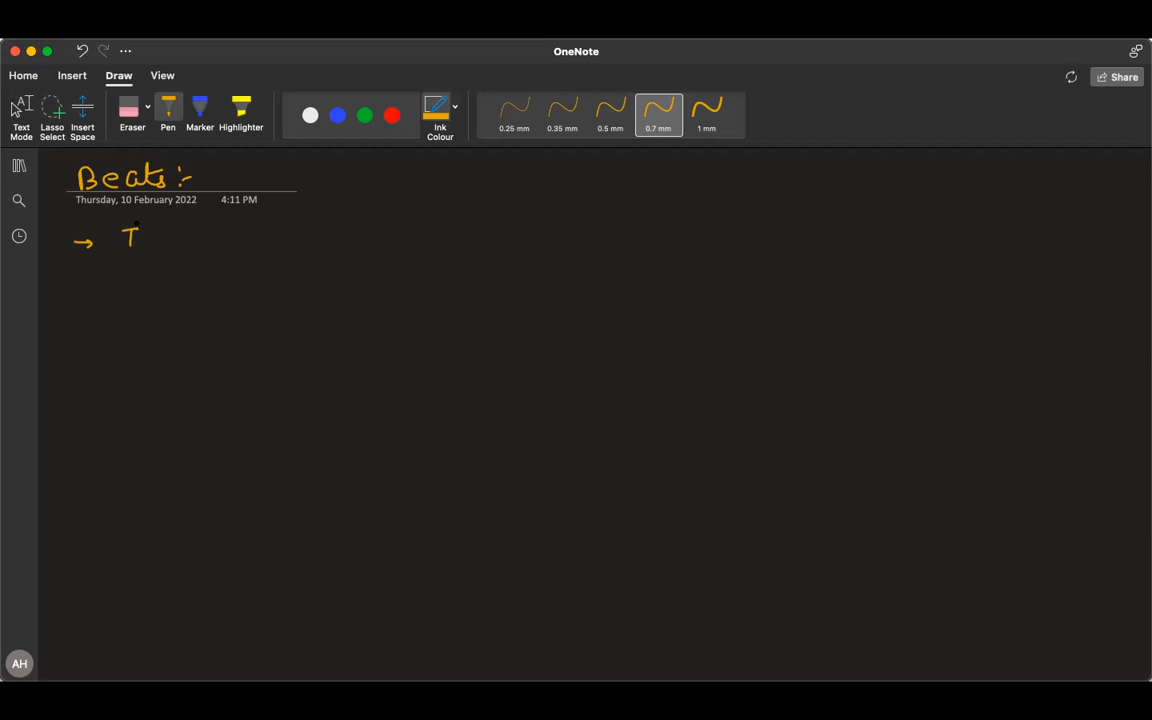 OneNote
Home Insert Draw View
Share
Text Mode
Lasso Select
Insert Space
Eraser
Pen
Marker
Highlighter
Ink Colour
0.25 mm
0.35 mm
0.5 mm
0.7 mm
1 mm
Beats :-
Thursday, 10 February 2022 4:11 PM
→ T
AH